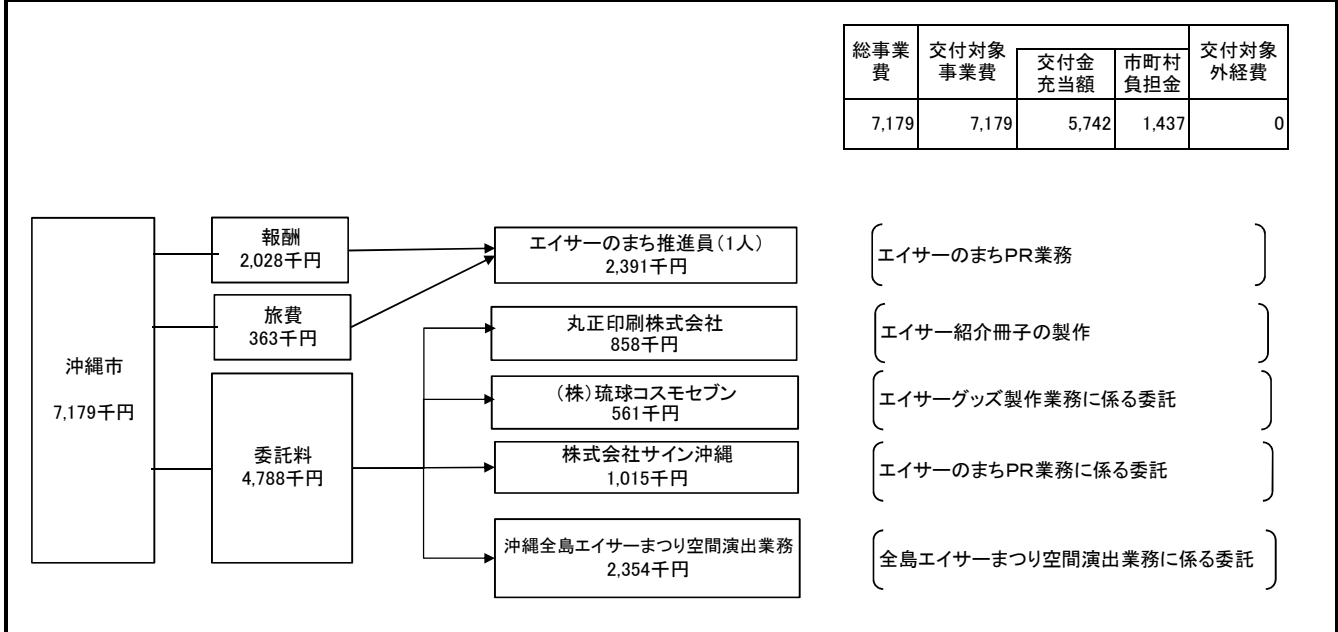 総事業
費
交付対象
事業費
交付金
充当額
市町村
負担金
交付対象
外経費
7,179
7,179
5,742
1,437
0
沖縄市
7,179千円
報酬
2,028千円
旅費
363千円
委託料
4,788千円
エイサーのまち推進員(1人)
2,391千円
エイサーのまちPR業務
丸正印刷株式会社
858千円
エイサー紹介冊子の製作
(株)琉球コスモセブン
561千円
エイサーグッズ製作業務に係る委託
株式会社サイン沖縄
1,015千円
エイサーのまちPR業務に係る委託
沖縄全島エイサーまつり空間演出業務
2,354千円
全島エイサーまつり空間演出業務に係る委託